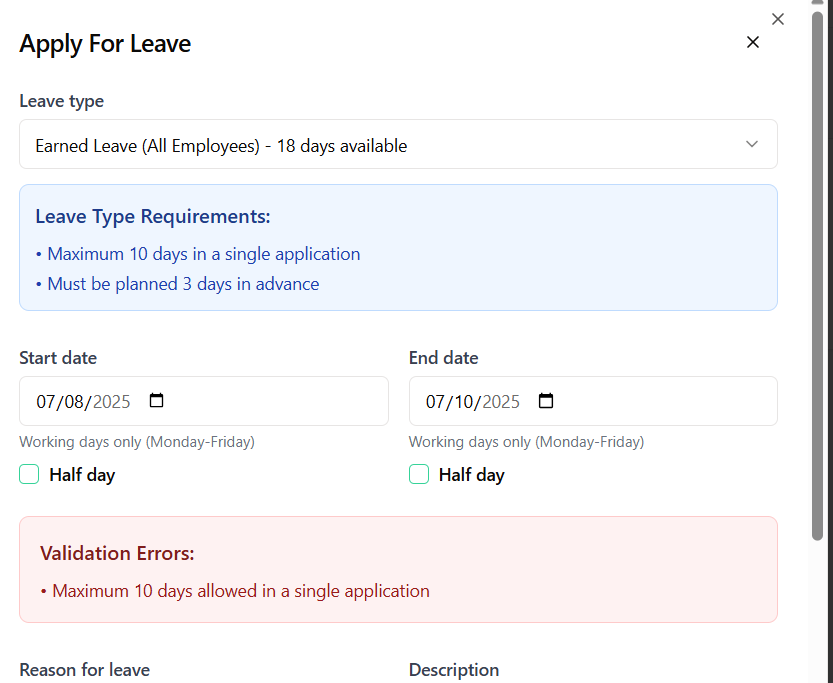 Apply For Leave
Leave type
Earned Leave (All Employees) - 18 days available
Leave Type Requirements:
• Maximum 10 days in a single application
• Must be planned 3 days in advance
Start date
End date
07/08/2025
07/10/2025
Working days only (Monday-Friday)
Working days only (Monday-Friday)
Half day
Half day
Validation Errors:
• Maximum 10 days allowed in a single application
Reason for leave
Description